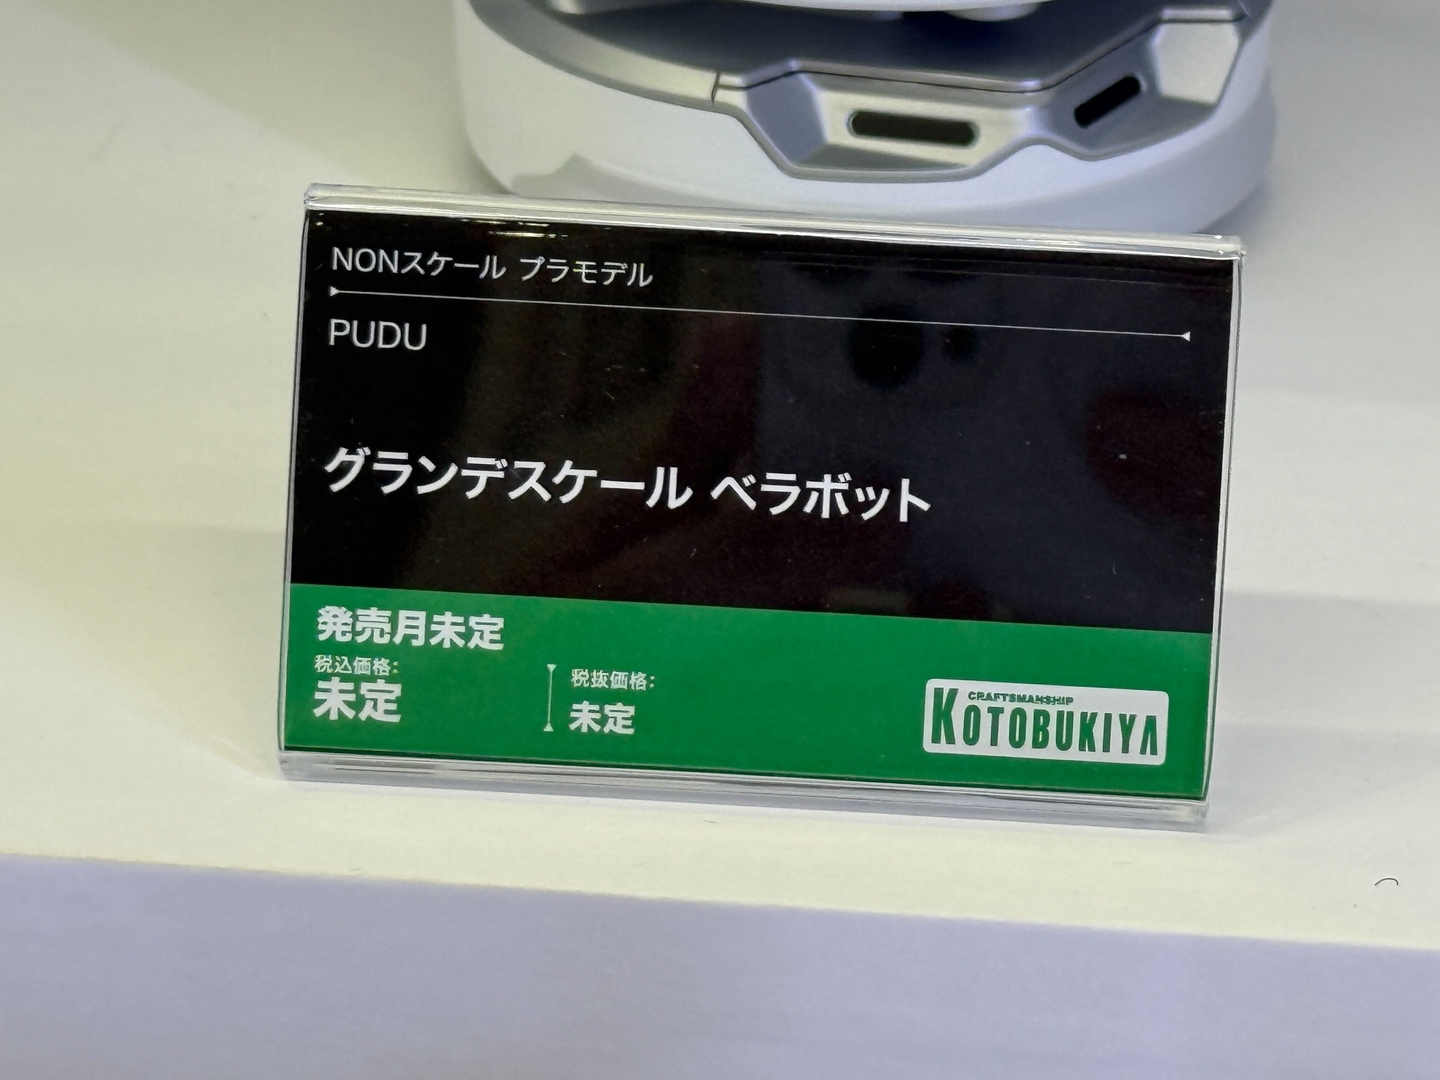 NONスケール プラモデル
PUDU
グランデスケール ベラボット
発売月未定
税込価格:
未定
税抜価格:
未定
CRAFTSMANSHIP
KOTOBUKIYA